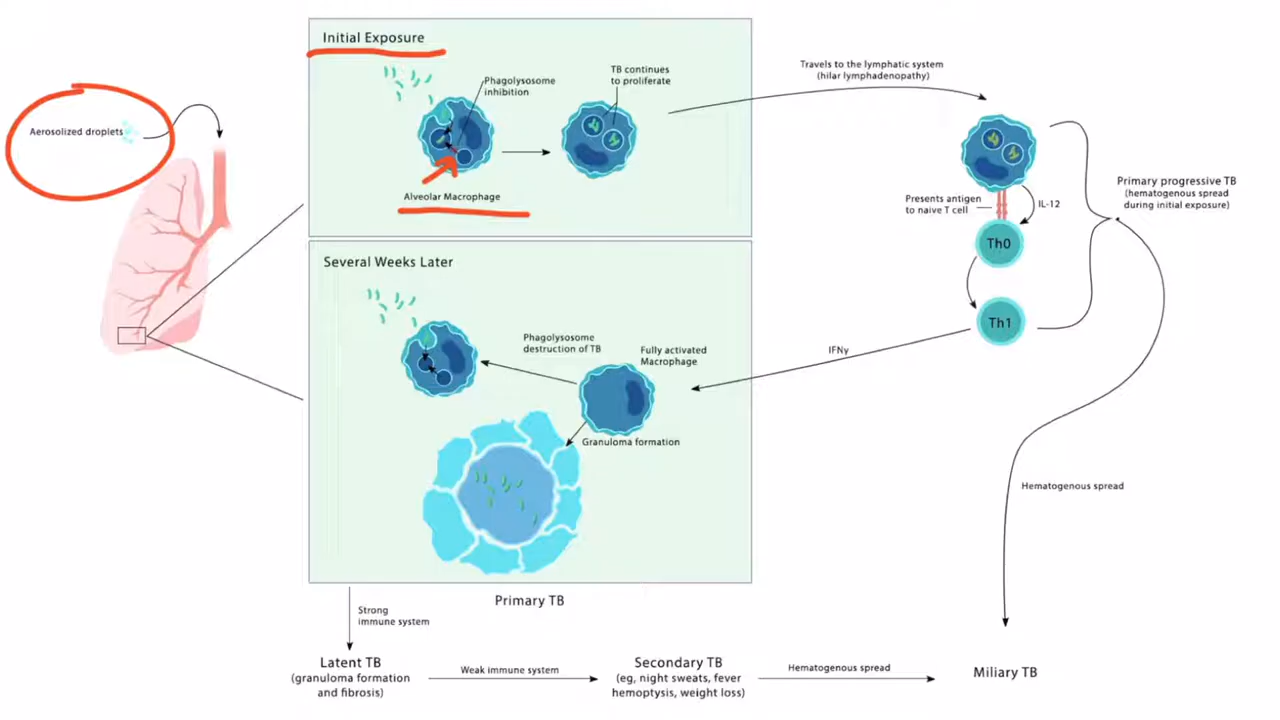 Initial Exposure
Aerosolized droplets
Phagolysosome
inhibition
TB continues
to proliferate
Alveolar Macrophage
Travels to the lymphatic system
(hilar lymphadenopathy)
Presents antigen
to naive T cell
IL-12
Th0
Th1
Primary progressive TB
(hematogenous spread
during initial exposure)
IFNγ
Several Weeks Later
Phagolysosome
destruction of TB
Fully activated
Macrophage
Granuloma formation
Hematogenous spread
Primary TB
Strong
immune system
Latent TB
(granuloma formation
and fibrosis)
Weak immune system
Secondary TB
(eg, night sweats, fever
hemoptysis, weight loss)
Hematogenous spread
Miliary TB